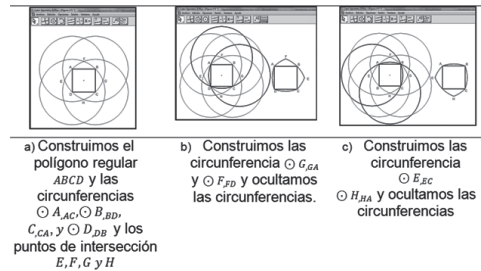 a) Construimos el
polígono regular
ABCD y las
circunferencias
⊙ A,AC,⊙ B,BD,
C,CA, y ⊙ D,DB y los
puntos de intersección
E, F, G y H
b) Construimos las
circunferencia ⊙ G,GA
y ⊙ F,FD y ocultamos
las circunferencias.
c) Construimos las
circunferencia
⊙ E,EC
⊙ H,HA y ocultamos las
circunferencias